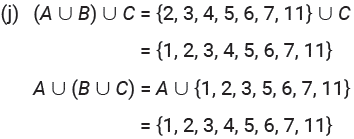 (j) (A ∪ B) ∪ C = {2, 3, 4, 5, 6, 7, 11} ∪ C
= {1, 2, 3, 4, 5, 6, 7, 11}
A ∪ (B ∪ C) = A ∪ {1, 2, 3, 5, 6, 7, 11}
= {1, 2, 3, 4, 5, 6, 7, 11}